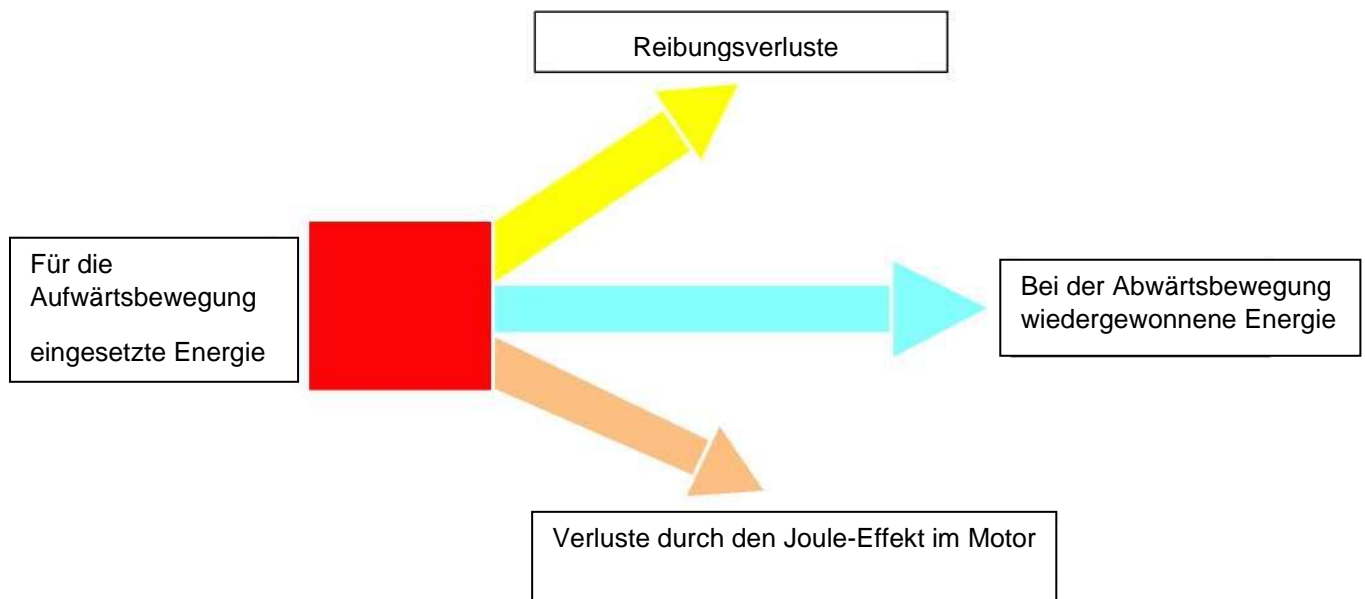 Reibungsverluste
Für die
Aufwärtsbewegung
eingesetzte Energie
Bei der Abwärtsbewegung
wiedergewonnene Energie
Verluste durch den Joule-Effekt im Motor